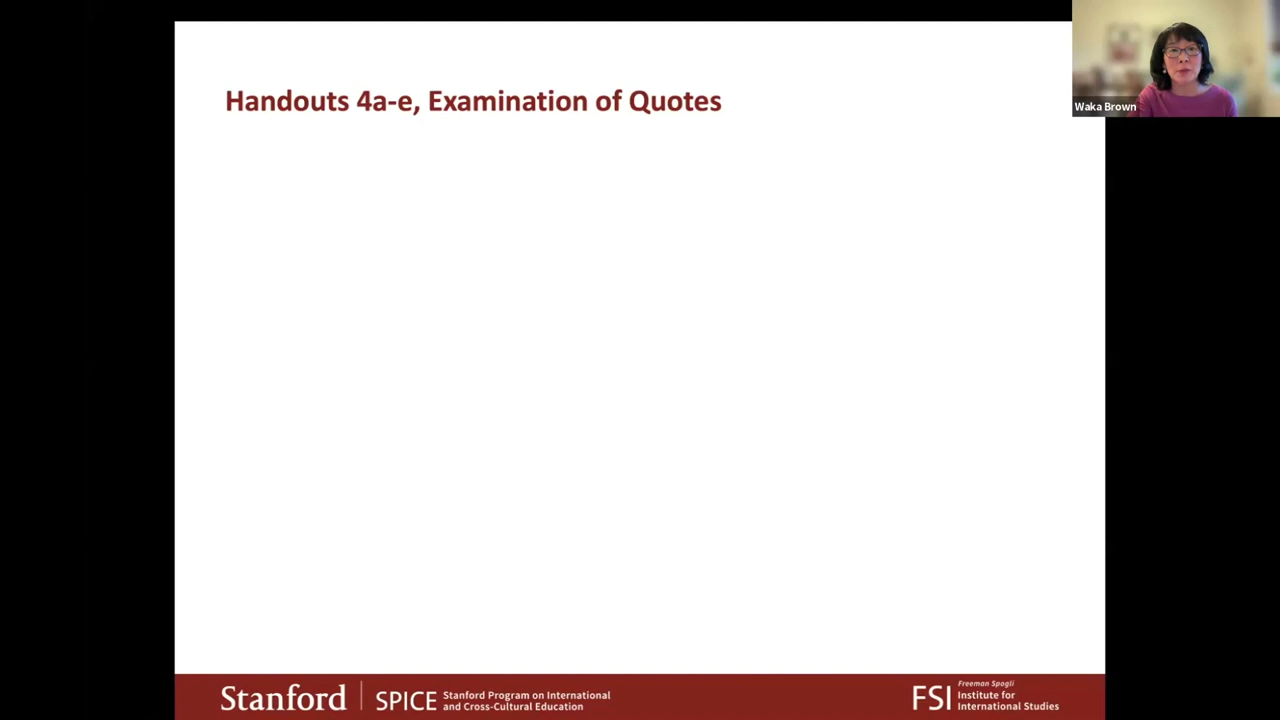 Handouts 4a-e, Examination of Quotes
Waka Brown
Stanford
SPICE
Stanford Program on International
and Cross-Cultural Education
FSI
Freeman Spogli
Institute for
International Studies